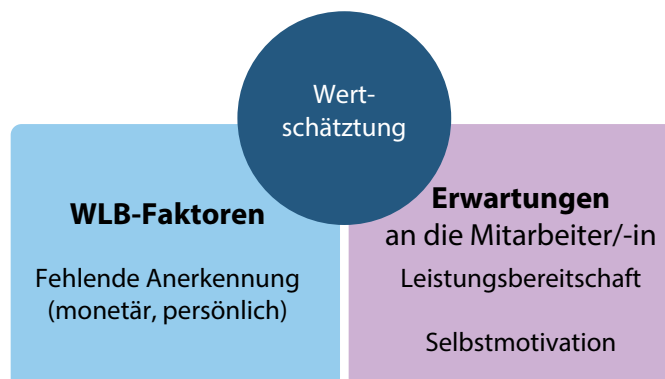 Wert-
schätztung
WLB-Faktoren
Fehlende Anerkennung
(monetär, persönlich)
Erwartungen
an die Mitarbeiter/-in
Leistungsbereitschaft
Selbstmotivation